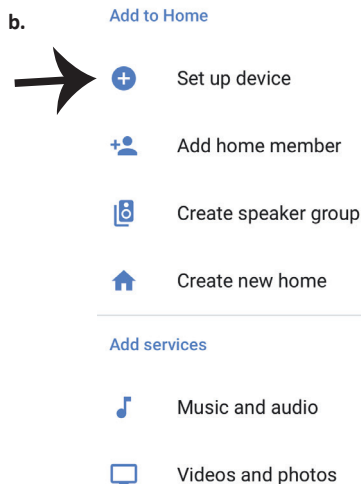 Add to Home
b.
Set up device
Add home member
Create speaker group
Create new home
Add services
Music and audio
Videos and photos